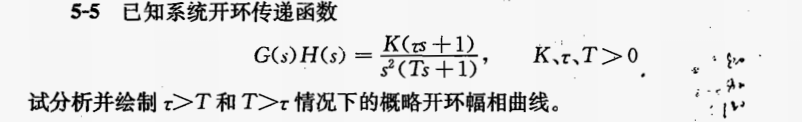 5-5 已知系统开环传递函数
G(s)H(s) = K(τs+1) / s²(Ts+1), K、τ、T>0.
试分析并绘制 τ>T 和 T>τ 情况下的概略开环幅相曲线。